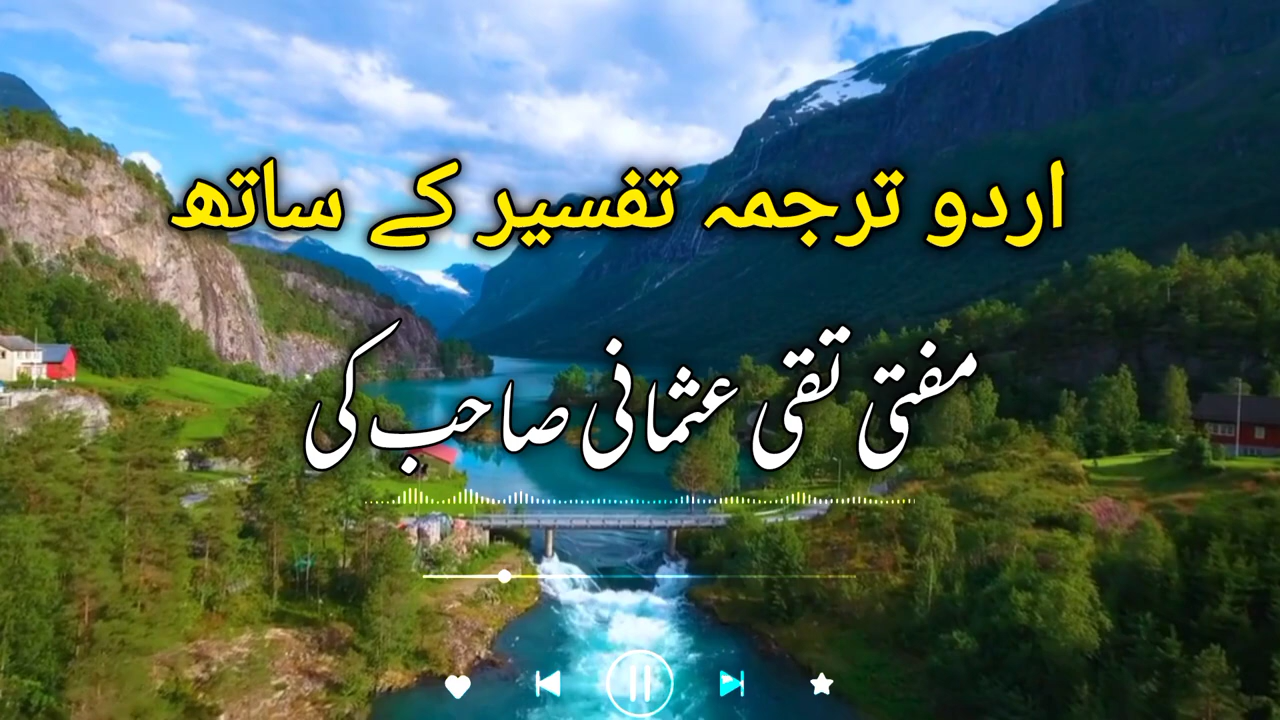 اردو ترجمہ تفسیر کے ساتھ
مفتی تقی عثمانی صاحب کی